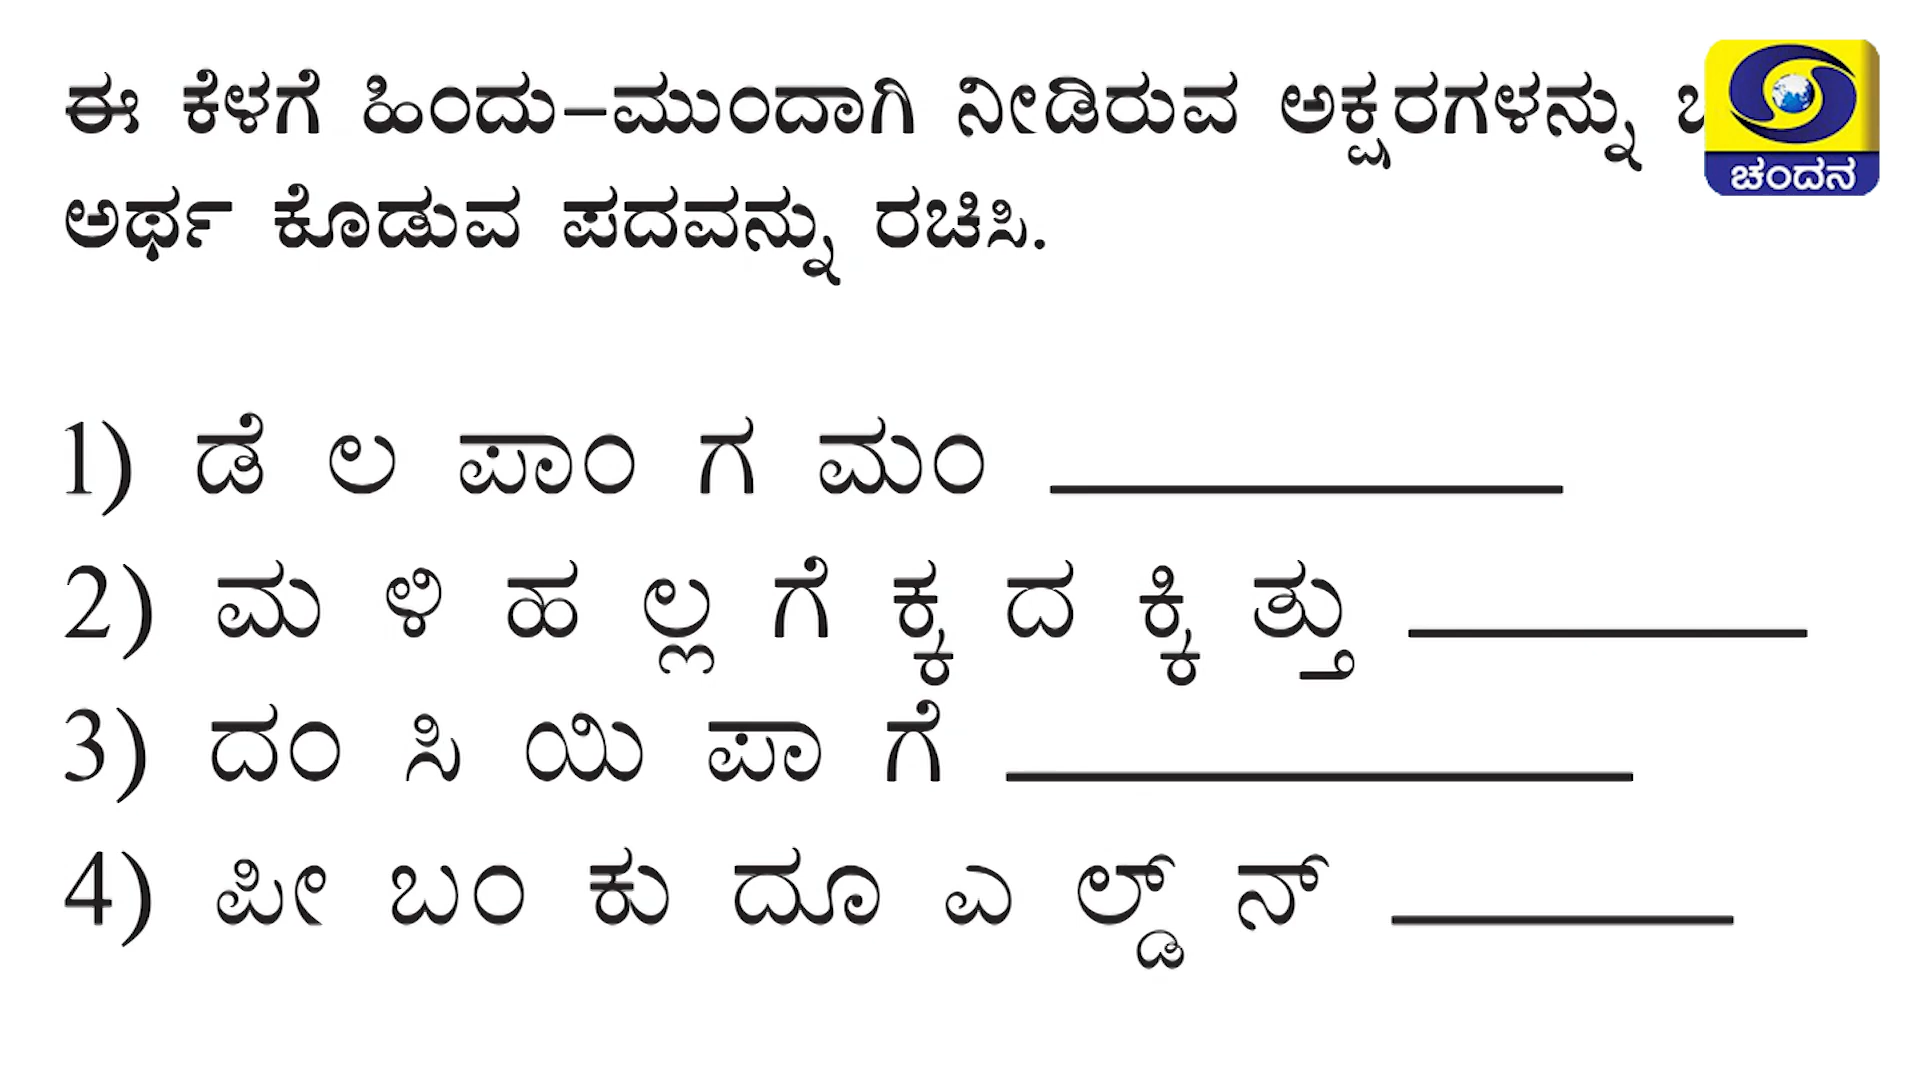 ಈ ಕೆಳಗೆ ಹಿಂದು-ಮುಂದಾಗಿ ನೀಡಿರುವ ಅಕ್ಷರಗಳನ್ನು
ಚಂದನ
ಅರ್ಥ ಕೊಡುವ ಪದವನ್ನು ರಚಿಸಿ.
1) ಡೆ ಲ ಪಾಂ ಗ ಮಂ
2) ಮ ಳಿ ಹ ಲ್ಲ ಗೆ ಕ್ಕ ದ ಕ್ಕಿ ತ್ತು
3) ದಂ ಸಿ ಯಿ ಪಾ ಗೆ
4) ಪೀ ಬಂ ಕು ದೂ ಎ ಲ್ಡ್ ನ್